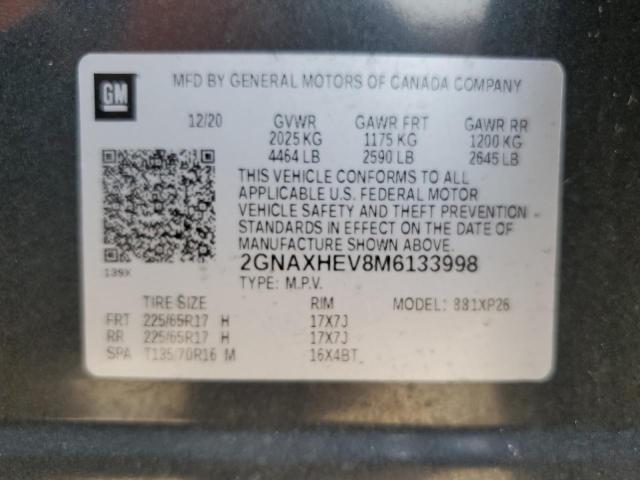 GM
MFD BY GENERAL MOTORS OF CANADA COMPANY
12/20 GVWR GAWR FRT GAWR RR
2025 KG 1175 KG 1200 KG
4464 LB 2590 LB 2645 LB
THIS VEHICLE CONFORMS TO ALL
APPLICABLE U.S. FEDERAL MOTOR
VEHICLE SAFETY AND THEFT PREVENTION
STANDARDS IN EFFECT ON THE DATE OF
MANUFACTURE SHOWN ABOVE.
139X 2GNAXHEV8M6133998
TYPE: M.P.V.
TIRE SIZE RIM MODEL: 881XP26
FRT 225/65R17 H 17X7J
RR 225/65R17 H 17X7J
SPA T135/70R16 M 16X4BT